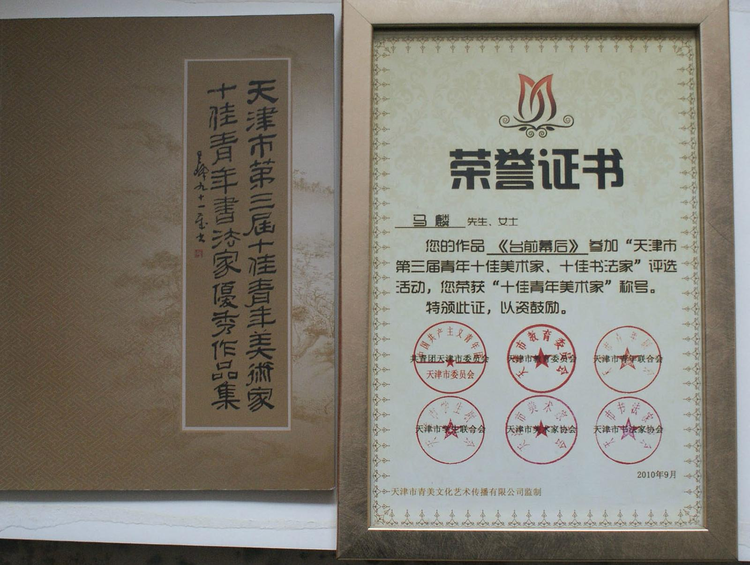 天津市第三届十佳青年美術家
十佳青年書法家優秀作品集
荣誉证书
马麟 先生、女士
您的作品《台前幕后》参加“天津市
第三届青年十佳美术家、十佳书法家”评选
活动，您荣获“十佳青年美术家”称号。
特颁此证，以资鼓励。
共青团天津市委员会
天津市委员会
天津市教育委员会
天津市青年联合会
天津市学生联合会
天津市美术家协会
天津市书法家协会
2010年9月
天津市青美文化艺术传播有限公司监制